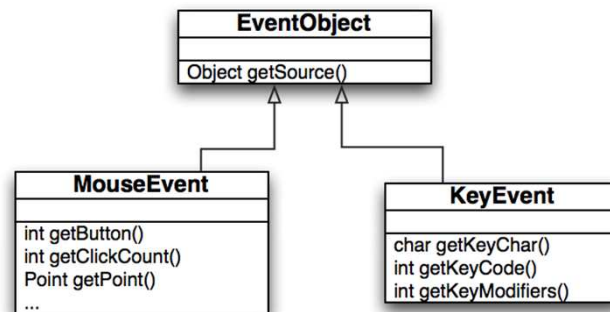 EventObject
Object getSource()
MouseEvent
int getButton()
int getClickCount()
Point getPoint()
...
KeyEvent
char getKeyChar()
int getKeyCode()
int getKeyModifiers()